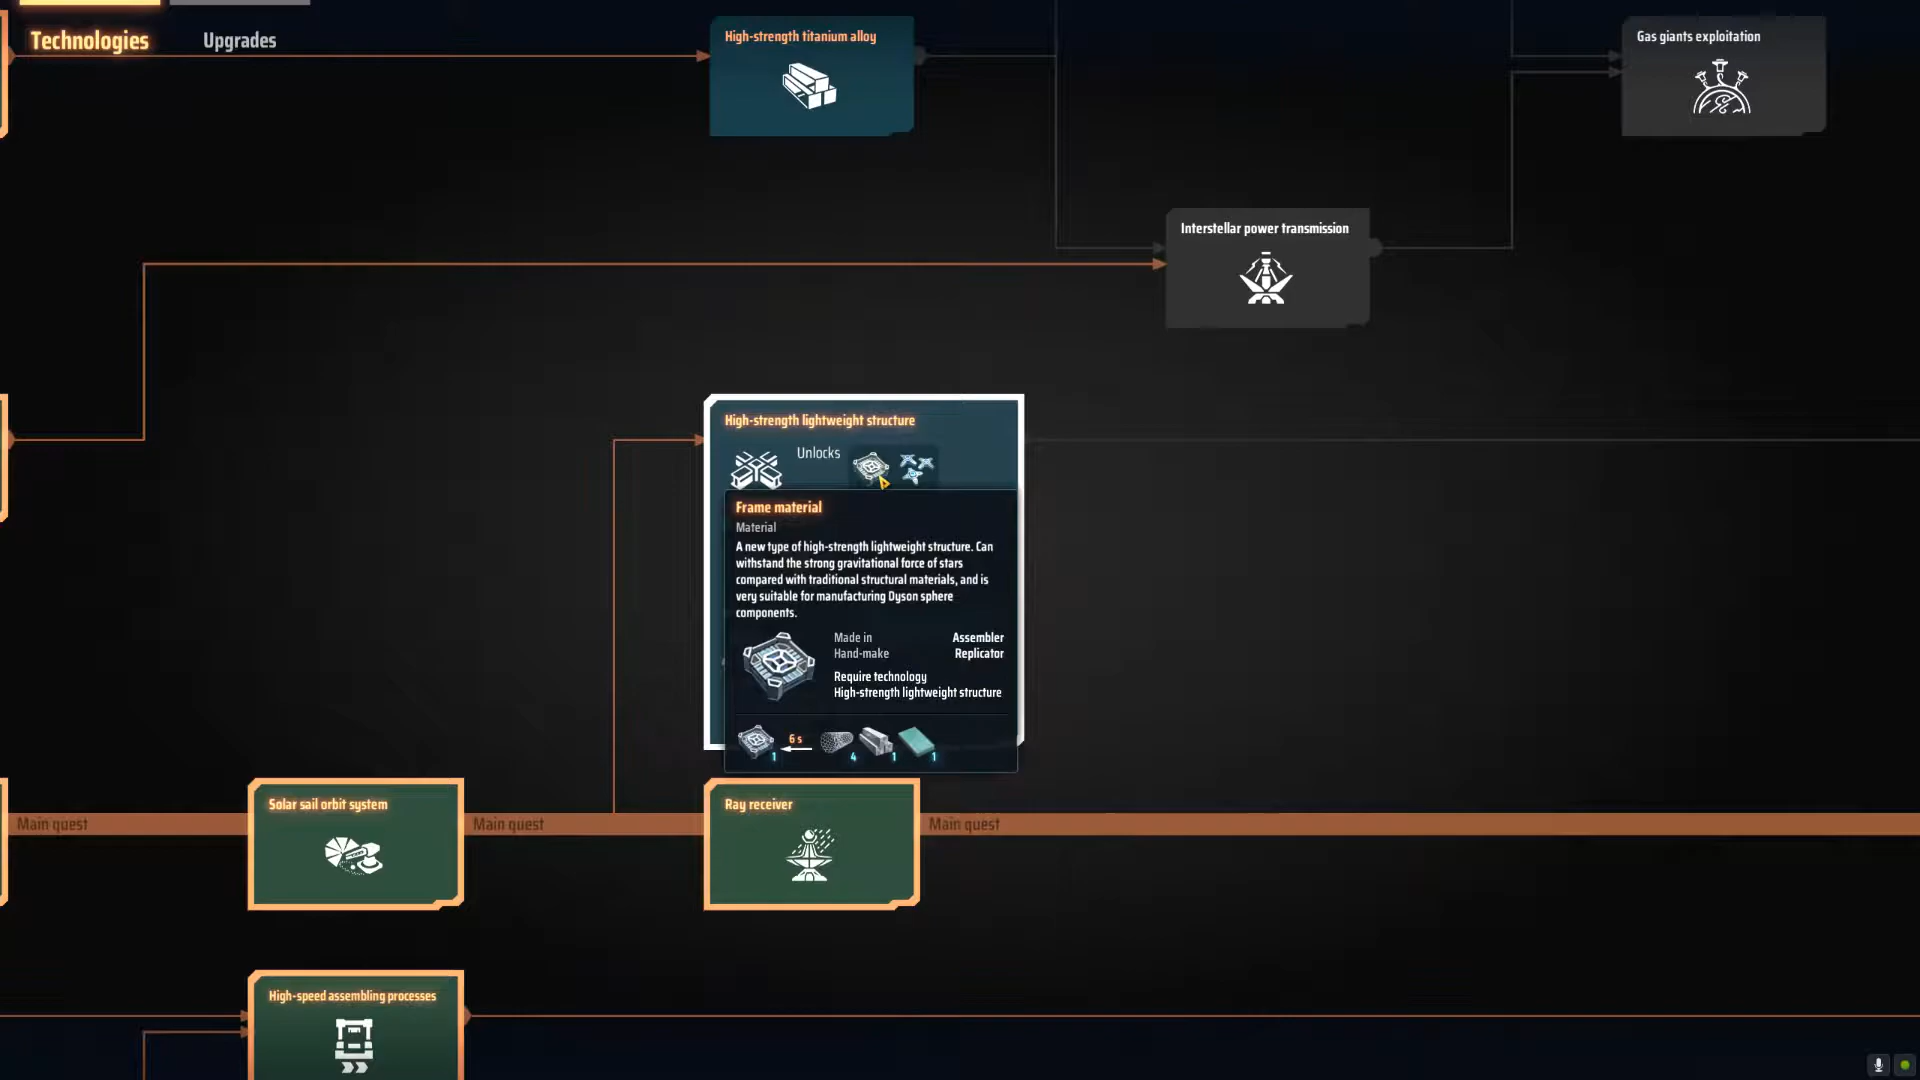 Technologies
Upgrades
High-strength titanium alloy
Gas giants exploitation
Interstellar power transmission
High-strength lightweight structure
Unlocks
Frame material
Material
A new type of high-strength lightweight structure. Can
withstand the strong gravitational force of stars
compared with traditional structural materials, and is
very suitable for manufacturing Dyson sphere
components.
Made in Assembler
Hand-make Replicator
Require technology
High-strength lightweight structure
6 s
1 4 1 1
Solar sail orbit system
Ray receiver
Main quest
Main quest
Main quest
High-speed assembling processes